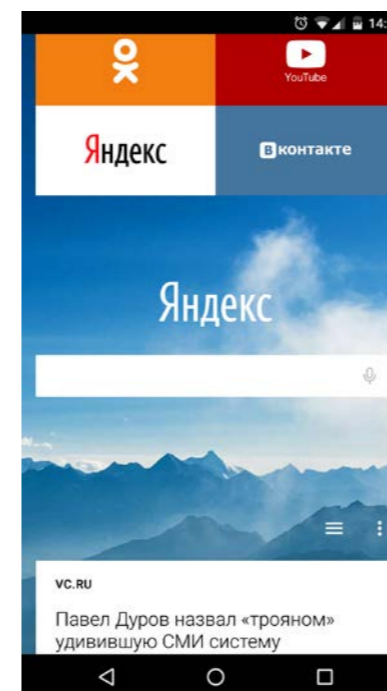 14:
YouTube
Яндекс
Вконтакте
Яндекс
VC.RU
Павел Дуров назвал «трояном»
удивившую СМИ систему